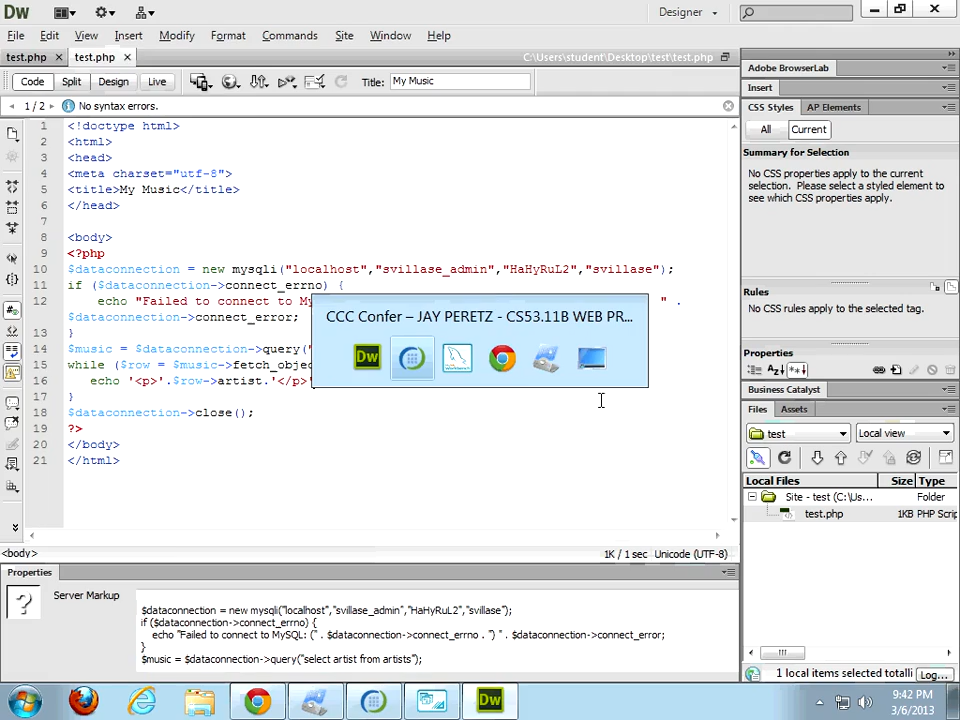 Dw
Designer
File Edit View Insert Modify Format Commands Site Window Help
test.php × test.php × C:\Users\student\Desktop\test\test.php
Code Split Design Live Title: My Music
1 / 2 No syntax errors.
1 <!doctype html>
2 <html>
3 <head>
4 <meta charset="utf-8">
5 <title>My Music</title>
6 </head>
7
8 <body>
9 <?php
10 $dataconnection = new mysqli("localhost","svillase_admin","HaHyRuL2","svillase");
11 if ($dataconnection->connect_errno) {
12 echo "Failed to connect to My " .
$dataconnection->connect_error;
13 }
14 $music = $dataconnection->query("
15 while ($row = $music->fetch_obje
16 echo '<p>'.$row->artist.'</p>'
17 }
18 $dataconnection->close();
19 ?>
20 </body>
21 </html>
CCC Confer – JAY PERETZ - CS53.11B WEB PR...
Dw
<body>
1K / 1 sec Unicode (UTF-8)
Properties
? Server Markup
$dataconnection = new mysqli("localhost","svillase_admin","HaHyRuL2","svillase");
if ($dataconnection->connect_errno) {
echo "Failed to connect to MySQL: (" . $dataconnection->connect_errno . ") " . $dataconnection->connect_error;
}
$music = $dataconnection->query("select artist from artists");
Adobe BrowserLab
Insert
CSS Styles AP Elements
All Current
Summary for Selection
No CSS properties apply to the current
selection. Please select a styled element to
see which CSS properties apply.
Rules
No CSS rules apply to the selected tag.
Properties
Business Catalyst
Files Assets
test Local view
Local Files Size Type
Site - test (C:\Us... Folder
test.php 1KB PHP Scrip
1 local items selected totalli Log...
Dw
9:42 PM
3/6/2013